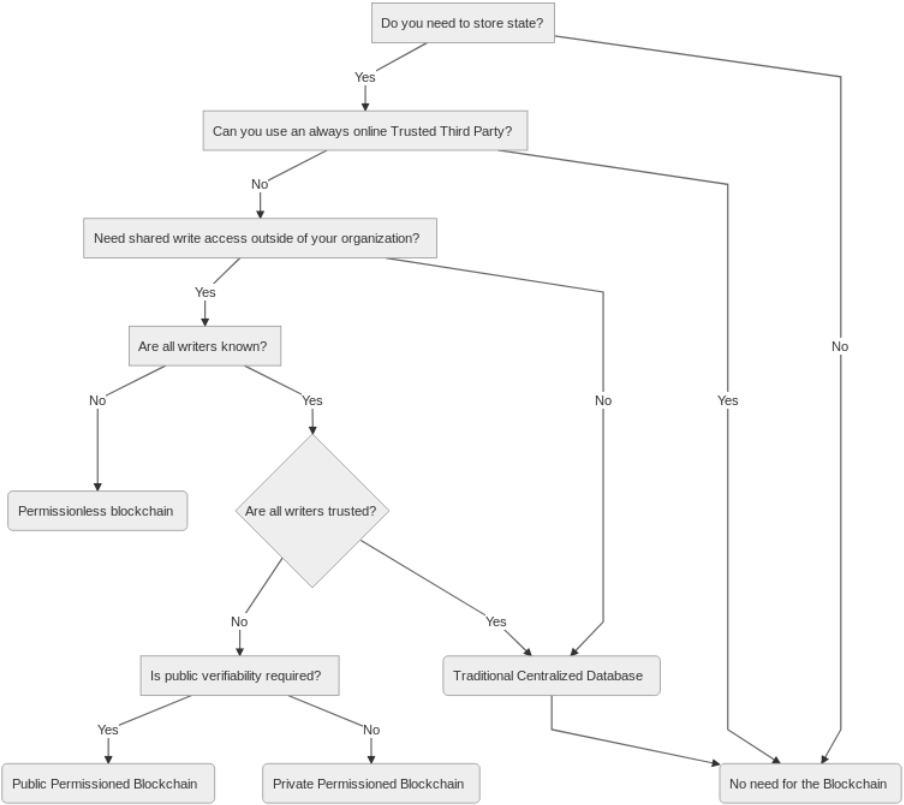 Do you need to store state?
Yes
Can you use an always online Trusted Third Party?
No
Need shared write access outside of your organization?
Yes
Are all writers known?
No
No
Yes
No
Yes
Permissionless blockchain
Are all writers trusted?
No
Yes
Is public verifiability required?
Traditional Centralized Database
Yes
No
Public Permissioned Blockchain
Private Permissioned Blockchain
No need for the Blockchain